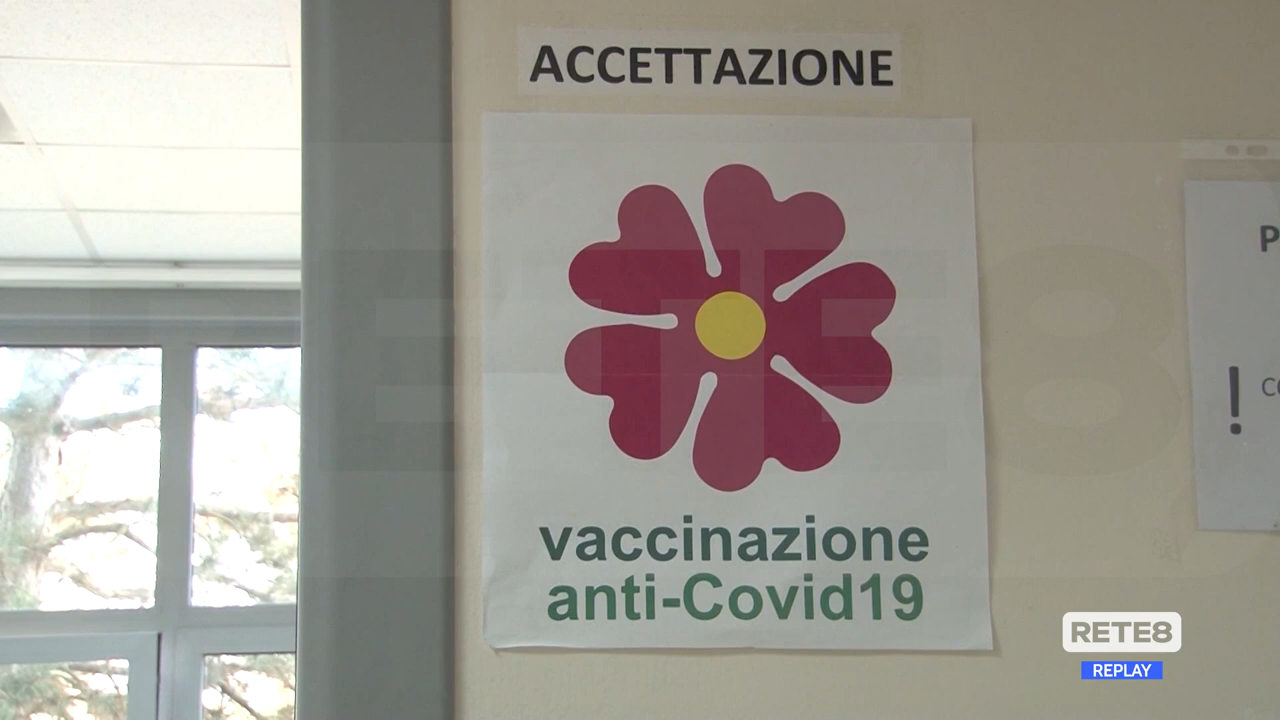 ACCETTAZIONE
vaccinazione
anti-Covid19
!
RETE8
REPLAY